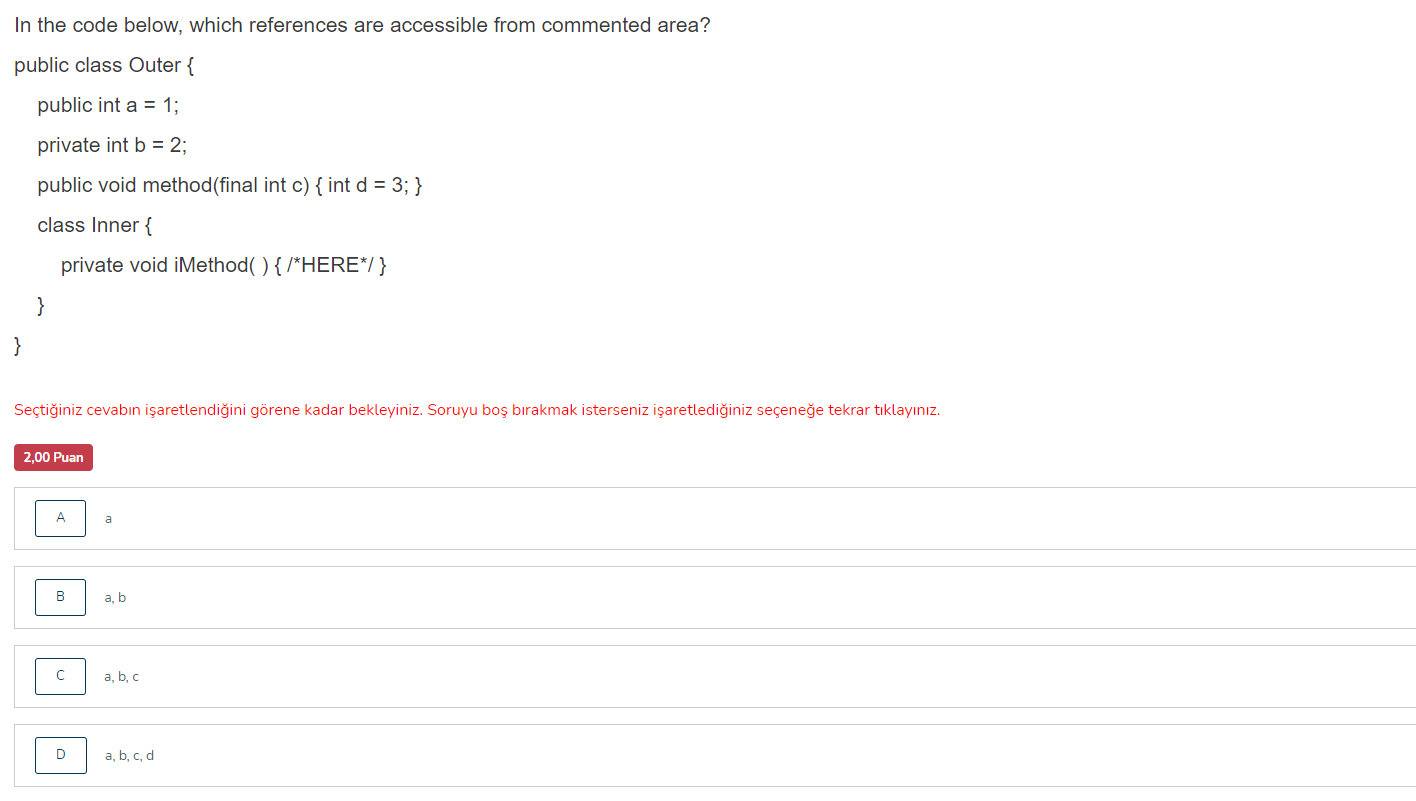 In the code below, which references are accessible from commented area?
public class Outer {
public int a = 1;
private int b = 2;
public void method(final int c) { int d = 3; }
class Inner {
private void iMethod( ) { /*HERE*/ }
}
}
Seçtiğiniz cevabın işaretlendiğini görene kadar bekleyiniz. Soruyu boş bırakmak isterseniz işaretlediğiniz seçeneğe tekrar tıklayınız.
2,00 Puan
A a
B a, b
C a, b, c
D a, b, c, d